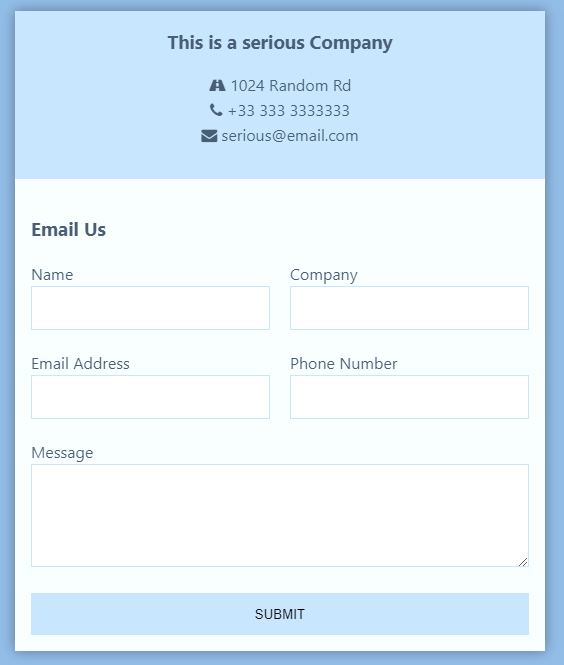 This is a serious Company
1024 Random Rd
+33 333 3333333
serious@email.com
Email Us
Name
Company
Email Address
Phone Number
Message
SUBMIT